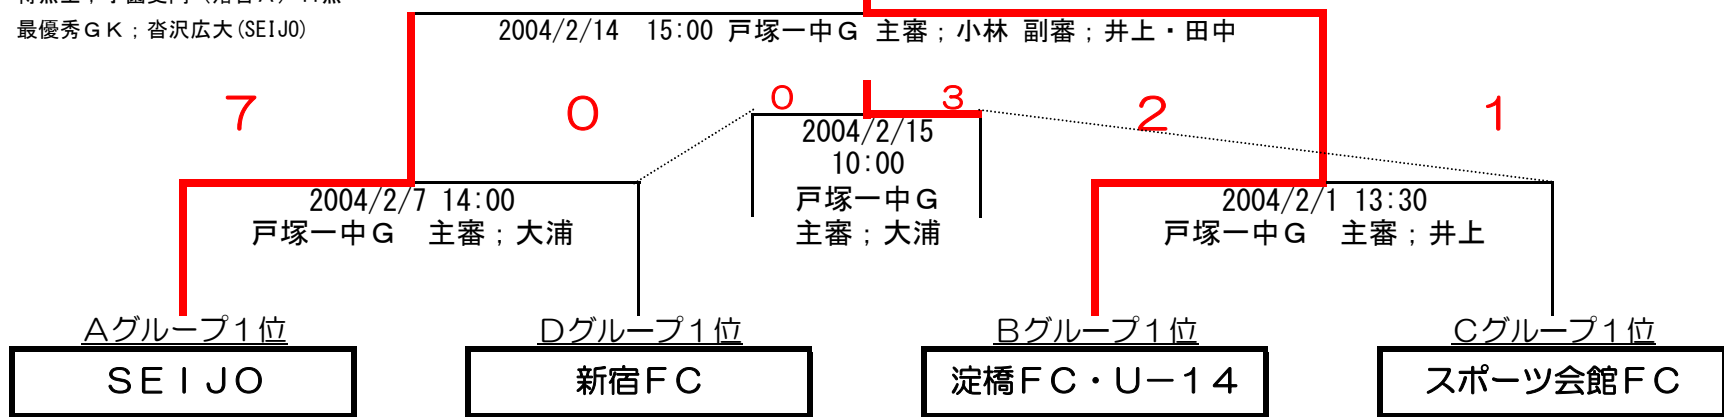 最優秀ＧＫ；沓沢広大(SEIJO)
2004/2/14　15:00 戸塚一中Ｇ 主審；小林 副審；井上・田中
７
０
０
３
２
１
2004/2/15
10:00
戸塚一中Ｇ
主審；大浦
2004/2/7 14:00
戸塚一中Ｇ　主審；大浦
2004/2/1 13:30
戸塚一中Ｇ　主審；井上
Ａグループ１位
Ｄグループ１位
Ｂグループ１位
Ｃグループ１位
ＳＥＩＪＯ
新宿ＦＣ
淀橋ＦＣ・Ｕ－１４
スポーツ会館ＦＣ